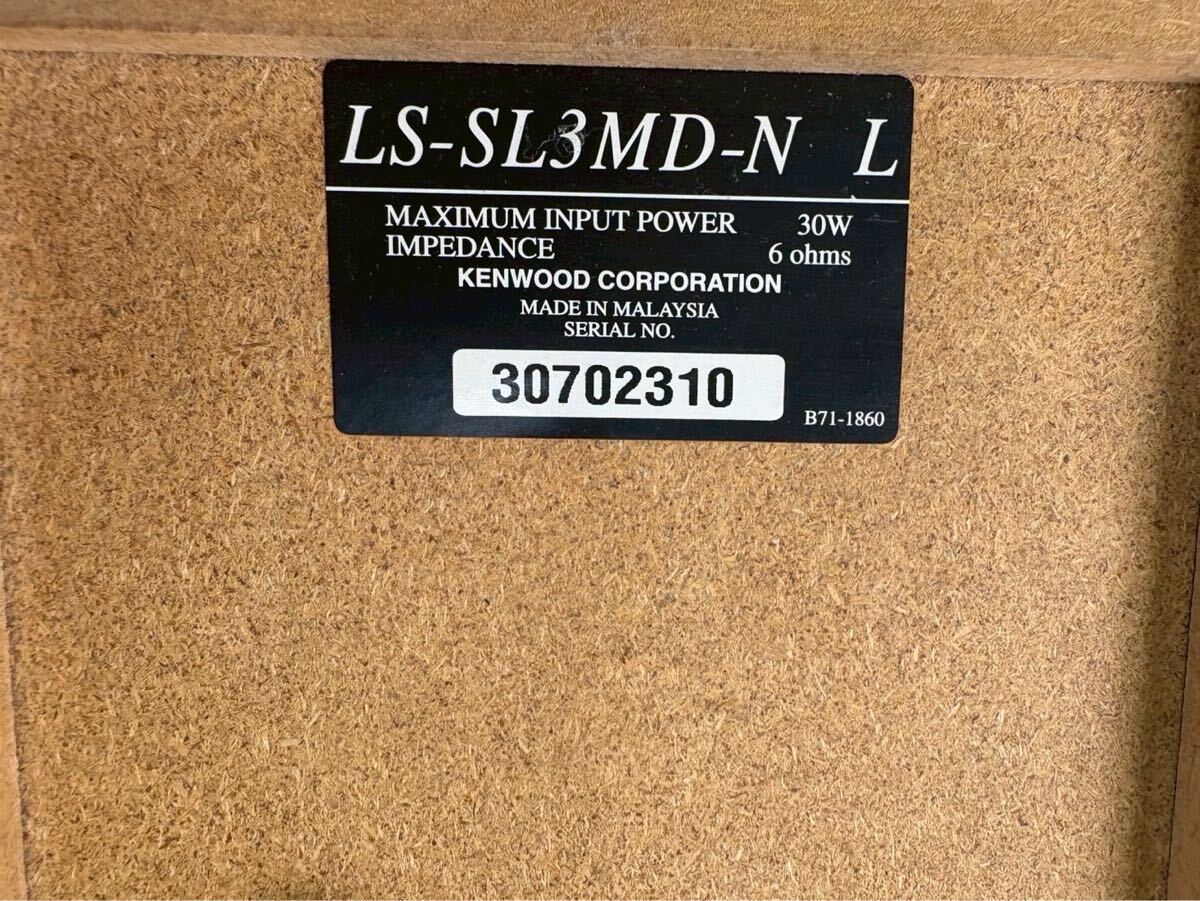 LS-SL3MD-N L
MAXIMUM INPUT POWER 30W
IMPEDANCE 6 ohms
KENWOOD CORPORATION
MADE IN MALAYSIA
SERIAL NO.
30702310
B71-1860